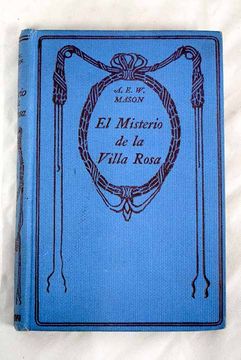 A. E. W.
MASON
El Misterio
de la
Villa Rosa